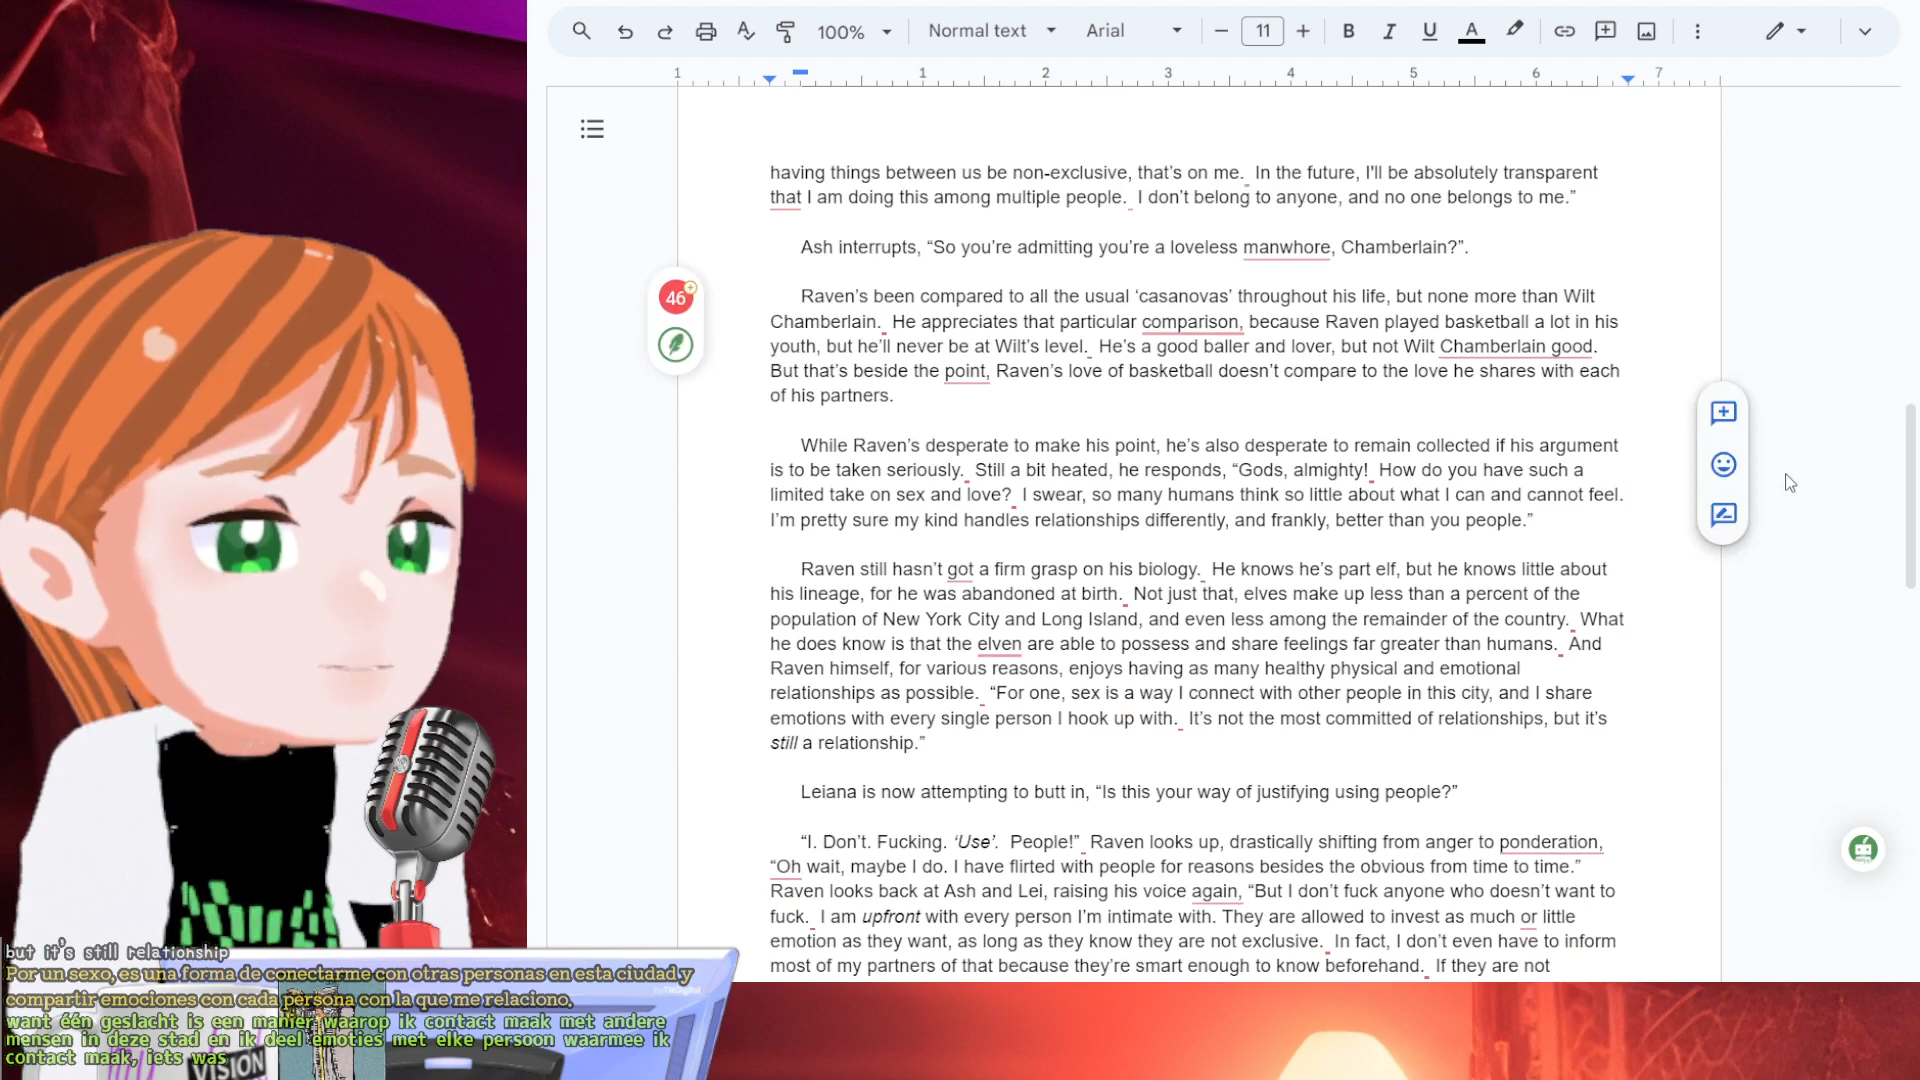 100%
Normal text
Arial
11
1 1 2 3 4 5 6 7
having things between us be non-exclusive, that’s on me.  In the future, I'll be absolutely transparent
that I am doing this among multiple people.  I don’t belong to anyone, and no one belongs to me.”
Ash interrupts, “So you’re admitting you’re a loveless manwhore, Chamberlain?”.
46
Raven’s been compared to all the usual ‘casanovas’ throughout his life, but none more than Wilt
Chamberlain.  He appreciates that particular comparison, because Raven played basketball a lot in his
youth, but he’ll never be at Wilt’s level.  He’s a good baller and lover, but not Wilt Chamberlain good.
But that’s beside the point, Raven’s love of basketball doesn’t compare to the love he shares with each
of his partners.
While Raven’s desperate to make his point, he’s also desperate to remain collected if his argument
is to be taken seriously.  Still a bit heated, he responds, “Gods, almighty!  How do you have such a
limited take on sex and love?  I swear, so many humans think so little about what I can and cannot feel.
I’m pretty sure my kind handles relationships differently, and frankly, better than you people.”
Raven still hasn’t got a firm grasp on his biology.  He knows he’s part elf, but he knows little about
his lineage, for he was abandoned at birth.  Not just that, elves make up less than a percent of the
population of New York City and Long Island, and even less among the remainder of the country.  What
he does know is that the elven are able to possess and share feelings far greater than humans.  And
Raven himself, for various reasons, enjoys having as many healthy physical and emotional
relationships as possible.  “For one, sex is a way I connect with other people in this city, and I share
emotions with every single person I hook up with.  It’s not the most committed of relationships, but it’s
still a relationship.”
Leiana is now attempting to butt in, “Is this your way of justifying using people?”
“I. Don’t. Fucking. ‘Use’.  People!”  Raven looks up, drastically shifting from anger to ponderation,
“Oh wait, maybe I do. I have flirted with people for reasons besides the obvious from time to time.”
Raven looks back at Ash and Lei, raising his voice again, “But I don’t fuck anyone who doesn’t want to
fuck.  I am upfront with every person I’m intimate with. They are allowed to invest as much or little
emotion as they want, as long as they know they are not exclusive.  In fact, I don’t even have to inform
most of my partners of that because they’re smart enough to know beforehand.  If they are not
but it's still relationship
Por un sexo, es una forma de conectarme con otras personas en esta ciudad y
compartir emociones con cada persona con la que me relaciono.
want één geslacht is een manier waarop ik contact maak met andere
mensen in deze stad en ik deel emoties met elke persoon waarmee ik
contact maak, iets was
VISION